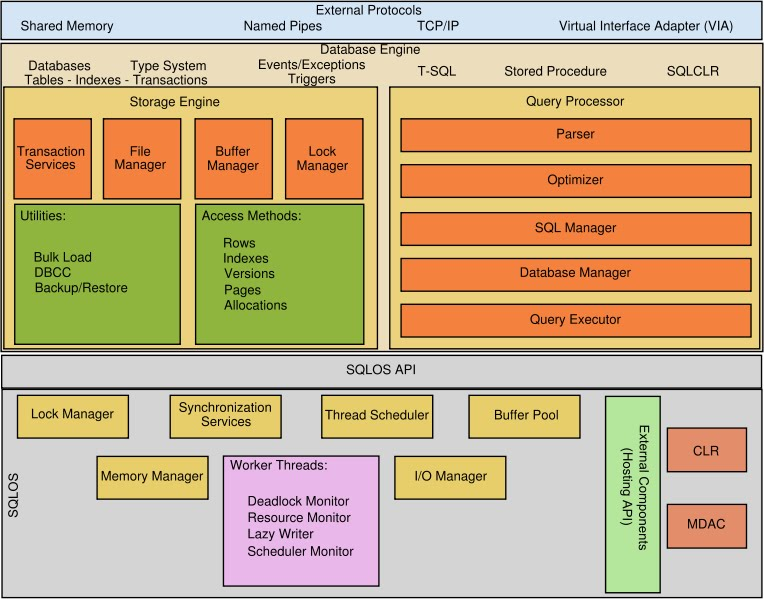 External Protocols
Shared Memory Named Pipes TCP/IP Virtual Interface Adapter (VIA)
Database Engine
Databases Type System
Tables - Indexes - Transactions
Events/Exceptions
Triggers
T-SQL Stored Procedure SQLCLR
Storage Engine
Transaction
Services
File
Manager
Buffer
Manager
Lock
Manager
Utilities:
Bulk Load
DBCC
Backup/Restore
Access Methods:
Rows
Indexes
Versions
Pages
Allocations
Query Processor
Parser
Optimizer
SQL Manager
Database Manager
Query Executor
SQLOS API
SQLOS
Lock Manager
Synchronization
Services
Thread Scheduler
Buffer Pool
Memory Manager
Worker Threads:
Deadlock Monitor
Resource Monitor
Lazy Writer
Scheduler Monitor
I/O Manager
External Components
(Hosting API)
CLR
MDAC